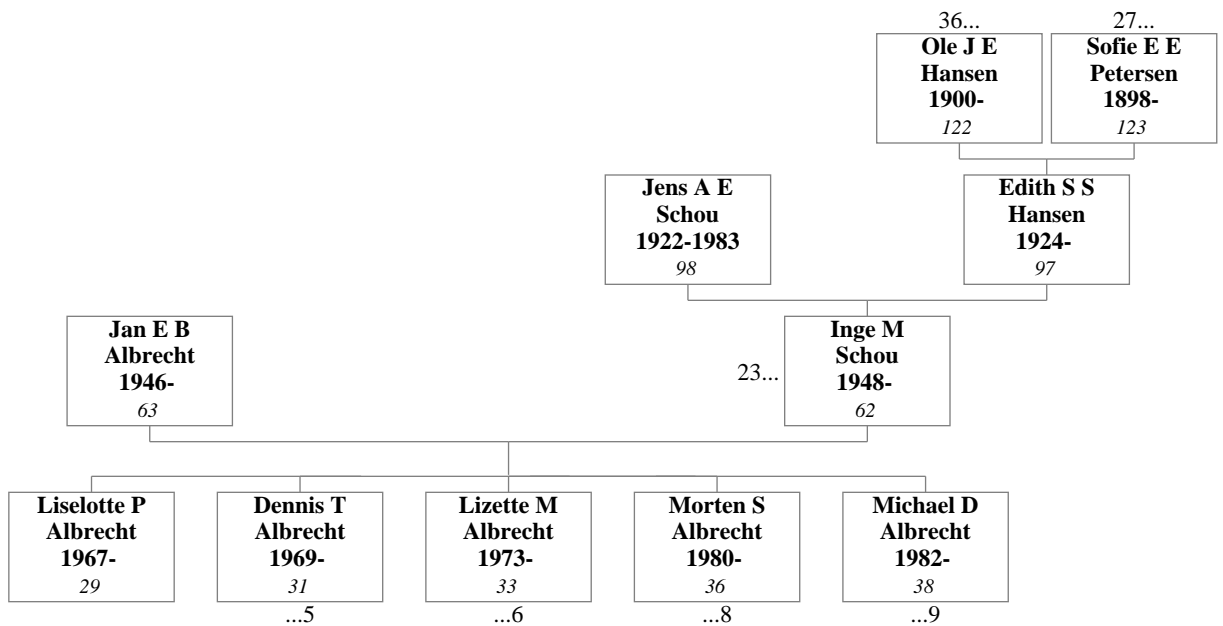 36...
Ole J E
Hansen
1900-
122
27...
Sofie E E
Petersen
1898-
123
Jens A E
Schou
1922-1983
98
Edith S S
Hansen
1924-
97
Jan E B
Albrecht
1946-
63
23...
Inge M
Schou
1948-
62
Liselotte P
Albrecht
1967-
29
Dennis T
Albrecht
1969-
31
...5
Lizette M
Albrecht
1973-
33
...6
Morten S
Albrecht
1980-
36
...8
Michael D
Albrecht
1982-
38
...9